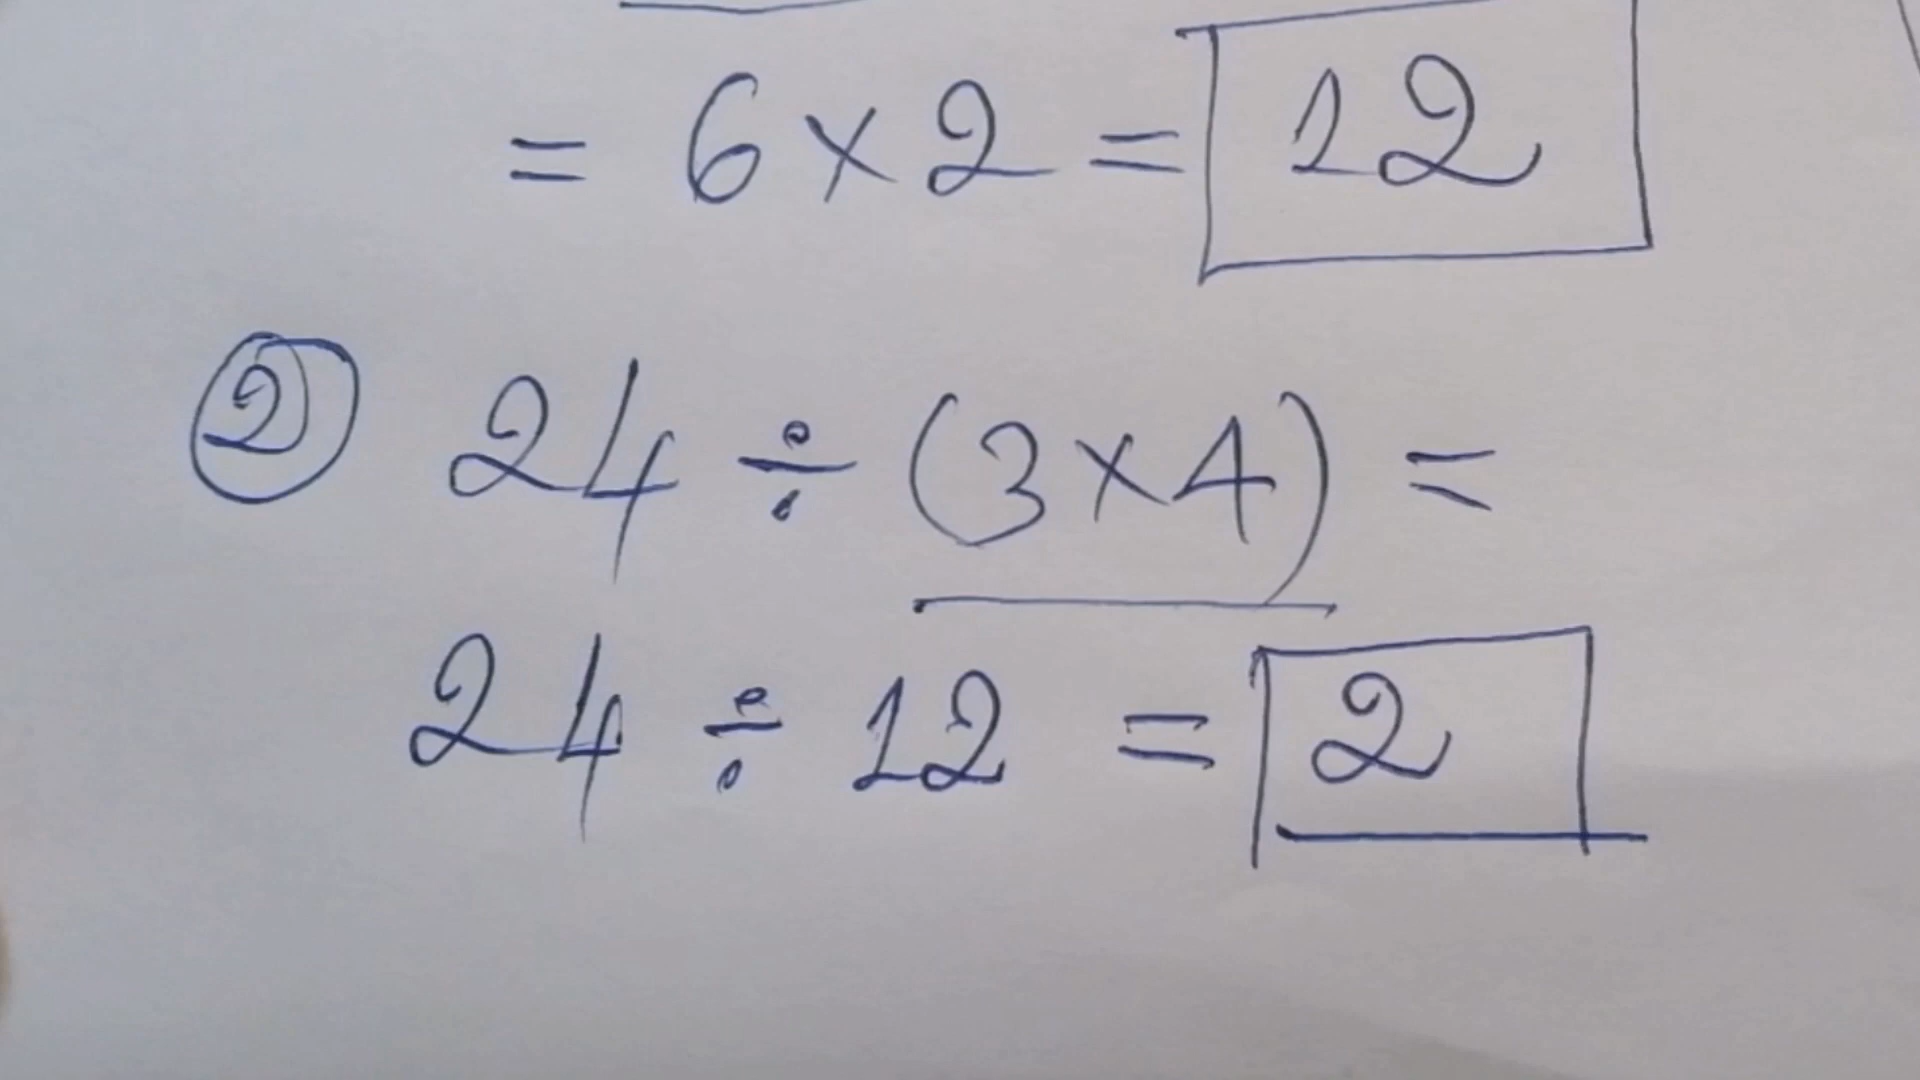 = 6 × 2 = 12
② 24 ÷ (3 × 4) =
24 ÷ 12 = 2